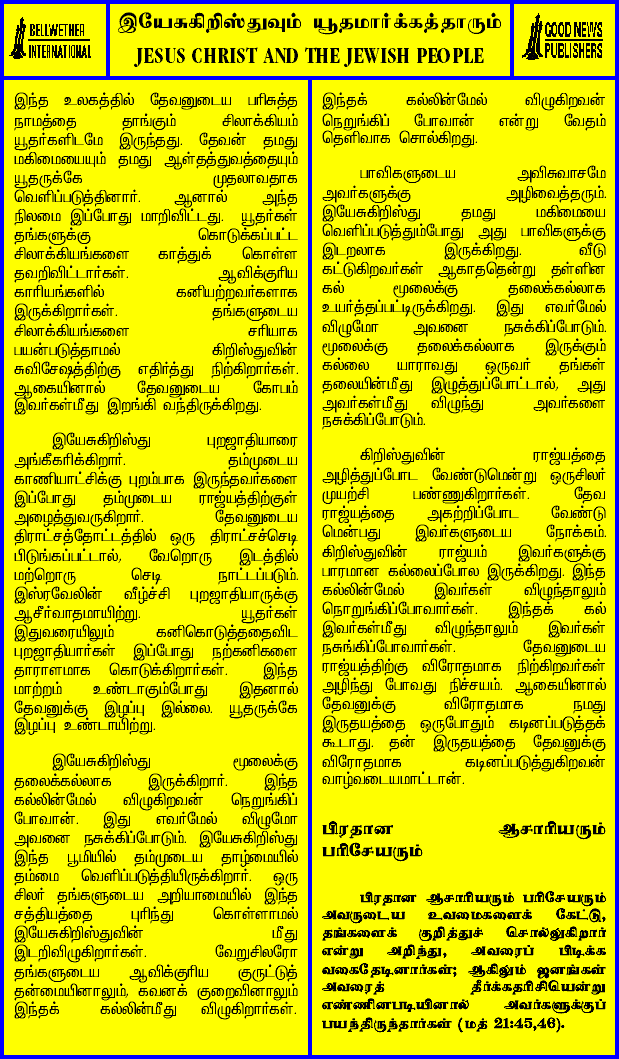 BELLWETHER
INTERNATIONAL
இயேசுகிறிஸ்துவும் யூதமார்க்கத்தாரும்
JESUS CHRIST AND THE JEWISH PEOPLE
GOOD NEWS
PUBLISHERS
இந்த உலகத்தில் தேவனுடைய பரிசுத்த
நாமத்தை தாங்கும் சிலாக்கியம்
யூதர்களிடமே இருந்தது. தேவன் தமது
மகிமையையும் தமது ஆள்தத்துவத்தையும்
யூதருக்கே முதலாவதாக
வெளிப்படுத்தினார். ஆனால் அந்த
நிலமை இப்போது மாறிவிட்டது. யூதர்கள்
தங்களுக்கு கொடுக்கப்பட்ட
சிலாக்கியங்களை காத்துக் கொள்ள
தவறிவிட்டார்கள். ஆவிக்குரிய
காரியங்களில் கனியற்றவர்களாக
இருக்கிறார்கள். தங்களுடைய
சிலாக்கியங்களை சரியாக
பயன்படுத்தாமல் கிறிஸ்துவின்
சுவிசேஷத்திற்கு எதிர்த்து நிற்கிறார்கள்.
ஆகையினால் தேவனுடைய கோபம்
இவர்கள்மீது இறங்கி வந்திருக்கிறது.
இயேசுகிறிஸ்து புறஜாதியாரை
அங்கீகரிக்கிறார். தம்முடைய
காணியாட்சிக்கு புறம்பாக இருந்தவர்களை
இப்போது தம்முடைய ராஜ்யத்திற்குள்
அழைத்துவருகிறார். தேவனுடைய
திராட்சத்தோட்டத்தில் ஒரு திராட்சச்செடி
பிடுங்கப்பட்டால், வேறொரு இடத்தில்
மற்றொரு செடி நாட்டப்படும்.
இஸ்ரவேலின் வீழ்ச்சி புறஜாதியாருக்கு
ஆசீர்வாதமாயிற்று. யூதர்கள்
இதுவரையிலும் கனிகொடுத்ததைவிட
புறஜாதியார்கள் இப்போது நற்கனிகளை
தாராளமாக கொடுக்கிறார்கள். இந்த
மாற்றம் உண்டாகும்போது இதனால்
தேவனுக்கு இழப்பு இல்லை. யூதருக்கே
இழப்பு உண்டாயிற்று.
இயேசுகிறிஸ்து மூலைக்கு
தலைக்கல்லாக இருக்கிறார். இந்த
கல்லின்மேல் விழுகிறவன் நெறுங்கிப்
போவான். இது எவர்மேல் விழுமோ
அவனை நசுக்கிப்போடும். இயேசுகிறிஸ்து
இந்த பூமியில் தம்முடைய தாழ்மையில்
தம்மை வெளிப்படுத்தியிருக்கிறார். ஒரு
சிலர் தங்களுடைய அறியாமையில் இந்த
சத்தியத்தை புரிந்து கொள்ளாமல்
இயேசுகிறிஸ்துவின் மீது
இடறிவிழுகிறார்கள். வேறுசிலரோ
தங்களுடைய ஆவிக்குரிய குருட்டுத்
தன்மையினாலும், கவனக் குறைவினாலும்
இந்தக் கல்லின்மீது விழுகிறார்கள்.
இந்தக் கல்லின்மேல் விழுகிறவன்
நெறுங்கிப் போவான் என்று வேதம்
தெளிவாக சொல்கிறது.
பாவிகளுடைய அவிசுவாசமே
அவர்களுக்கு அழிவைத்தரும்.
இயேசுகிறிஸ்து தமது மகிமையை
வெளிப்படுத்தும்போது அது பாவிகளுக்கு
இடறலாக இருக்கிறது. வீடு
கட்டுகிறவர்கள் ஆகாததென்று தள்ளின
கல் மூலைக்கு தலைக்கல்லாக
உயர்த்தப்பட்டிருக்கிறது. இது எவர்மேல்
விழுமோ அவனை நசுக்கிப்போடும்.
மூலைக்கு தலைக்கல்லாக இருக்கும்
கல்லை யாராவது ஒருவர் தங்கள்
தலையின்மீது இழுத்துப்போட்டால், அது
அவர்கள்மீது விழுந்து அவர்களை
நசுக்கிப்போடும்.
கிறிஸ்துவின் ராஜ்யத்தை
அழித்துப்போட வேண்டுமென்று ஒருசிலர்
முயற்சி பண்ணுகிறார்கள். தேவ
ராஜ்யத்தை அகற்றிப்போட வேண்டு
மென்பது இவர்களுடைய நோக்கம்.
கிறிஸ்துவின் ராஜ்யம் இவர்களுக்கு
பாரமான கல்லைப்போல இருக்கிறது. இந்த
கல்லின்மேல் இவர்கள் விழுந்தாலும்
நொறுங்கிப்போவார்கள். இந்தக் கல்
இவர்கள்மீது விழுந்தாலும் இவர்கள்
நசுங்கிப்போவார்கள். தேவனுடைய
ராஜ்யத்திற்கு விரோதமாக நிற்கிறவர்கள்
அழிந்து போவது நிச்சயம். ஆகையினால்
தேவனுக்கு விரோதமாக நமது
இருதயத்தை ஒருபோதும் கடினப்படுத்தக்
கூடாது. தன் இருதயத்தை தேவனுக்கு
விரோதமாக கடினப்படுத்துகிறவன்
வாழ்வடையமாட்டான்.
பிரதான ஆசாரியரும்
பரிசேயரும்
பிரதான ஆசாரியரும் பரிசேயரும்
அவருடைய உவமைகளைக் கேட்டு,
தங்களைக் குறித்துச் சொல்லுகிறார்
என்று அறிந்து, அவரைப் பிடிக்க
வகைதேடினார்கள்; ஆகிலும் ஜனங்கள்
அவரைத் தீர்க்கதரிசியென்று
எண்ணினபடியினால் அவர்களுக்குப்
பயந்திருந்தார்கள் (மத் 21:45,46).